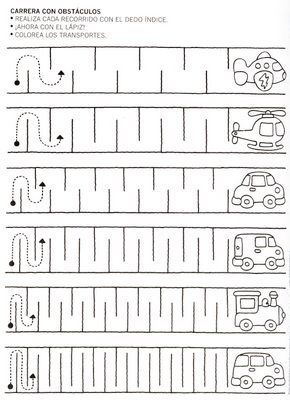 CARRERA CON OBSTÁCULOS
• REALIZA CADA RECORRIDO CON EL DEDO ÍNDICE.
• ¡AHORA CON EL LÁPIZ!
• COLOREA LOS TRANSPORTES.